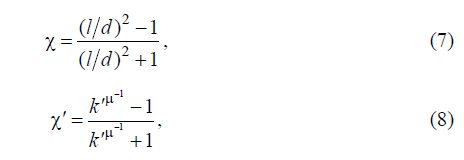 χ = ((l/d)² − 1) / ((l/d)² + 1), (7)
χ′ = (k′^{μ⁻¹} − 1) / (k′^{μ⁻¹} + 1), (8)